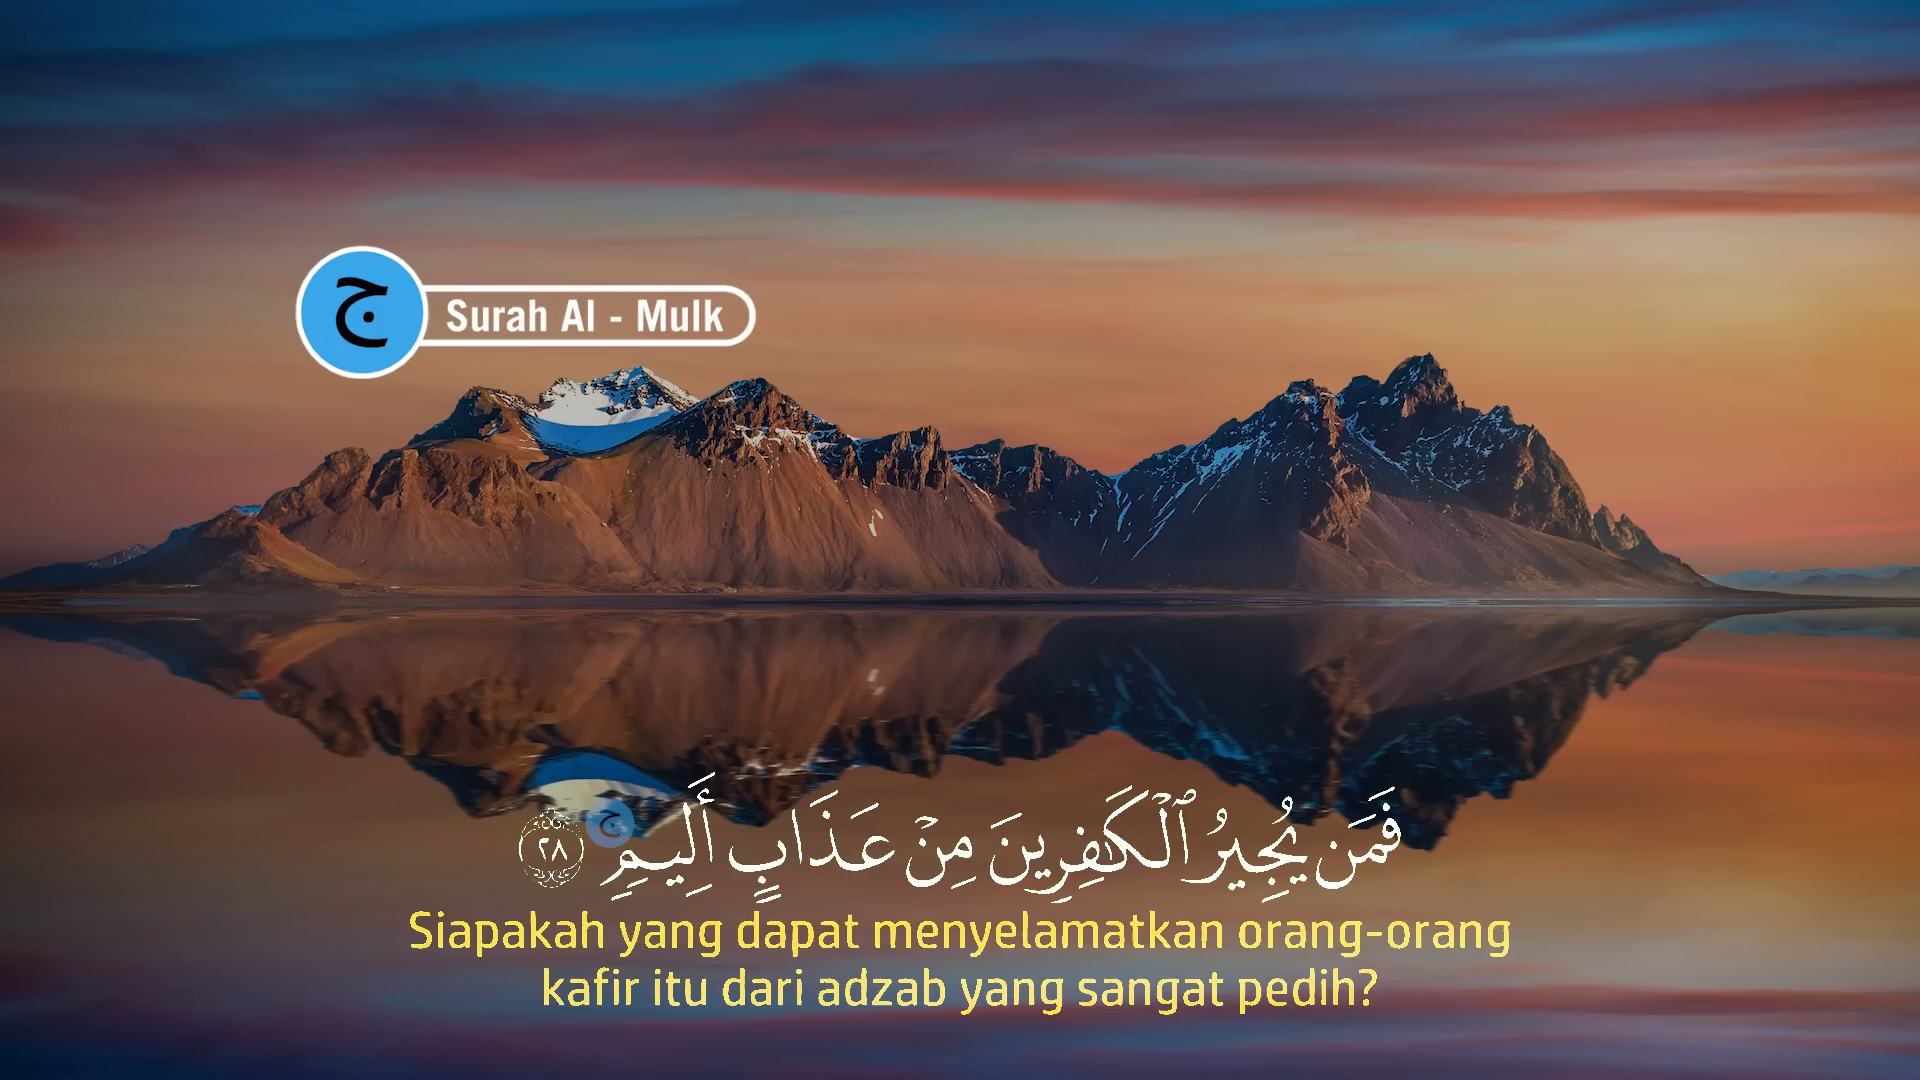 ج
Surah Al - Mulk
فَمَن يُجِيرُ ٱلْكَٰفِرِينَ مِنْ عَذَابٍ أَلِيمٍ ٢٨
ج
Siapakah yang dapat menyelamatkan orang-orang
kafir itu dari adzab yang sangat pedih?